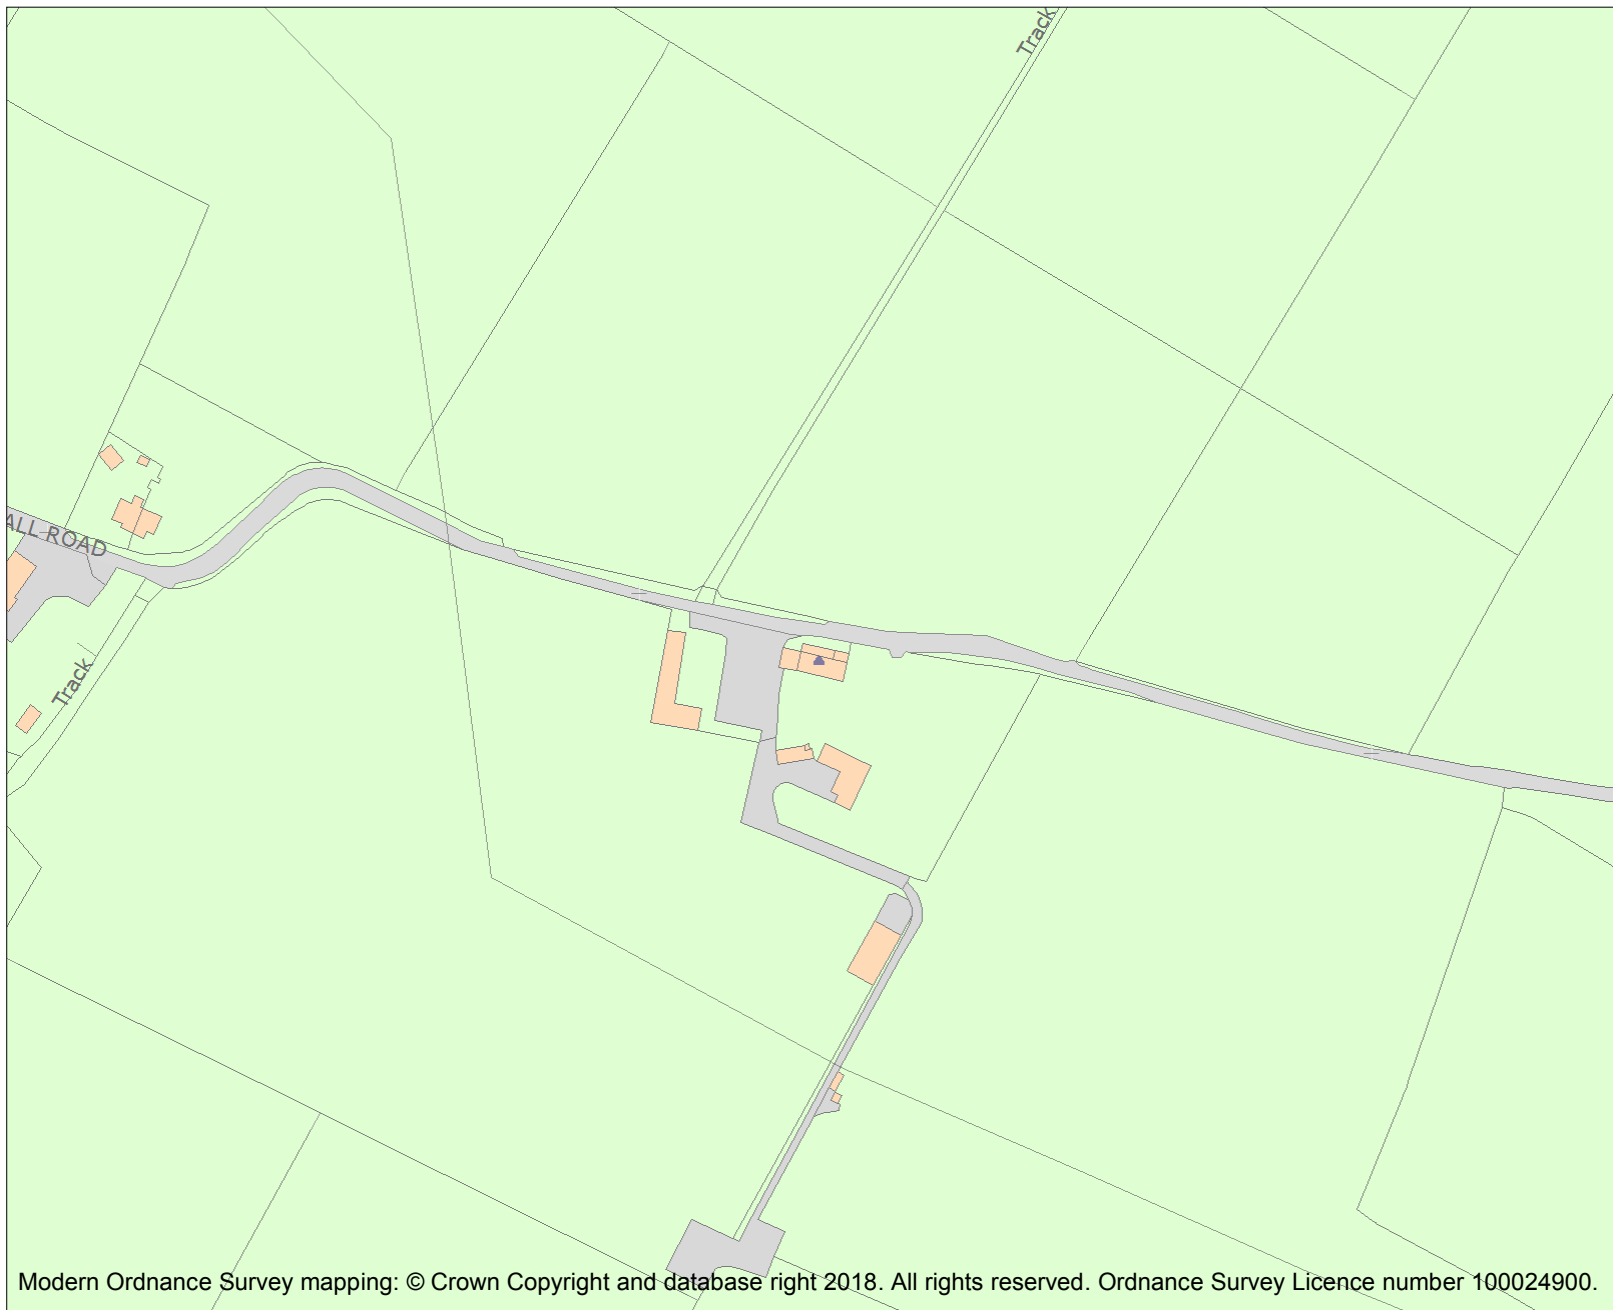 Track
ALL ROAD
Track
Modern Ordnance Survey mapping: © Crown Copyright and database right 2018. All rights reserved. Ordnance Survey Licence number 100024900.